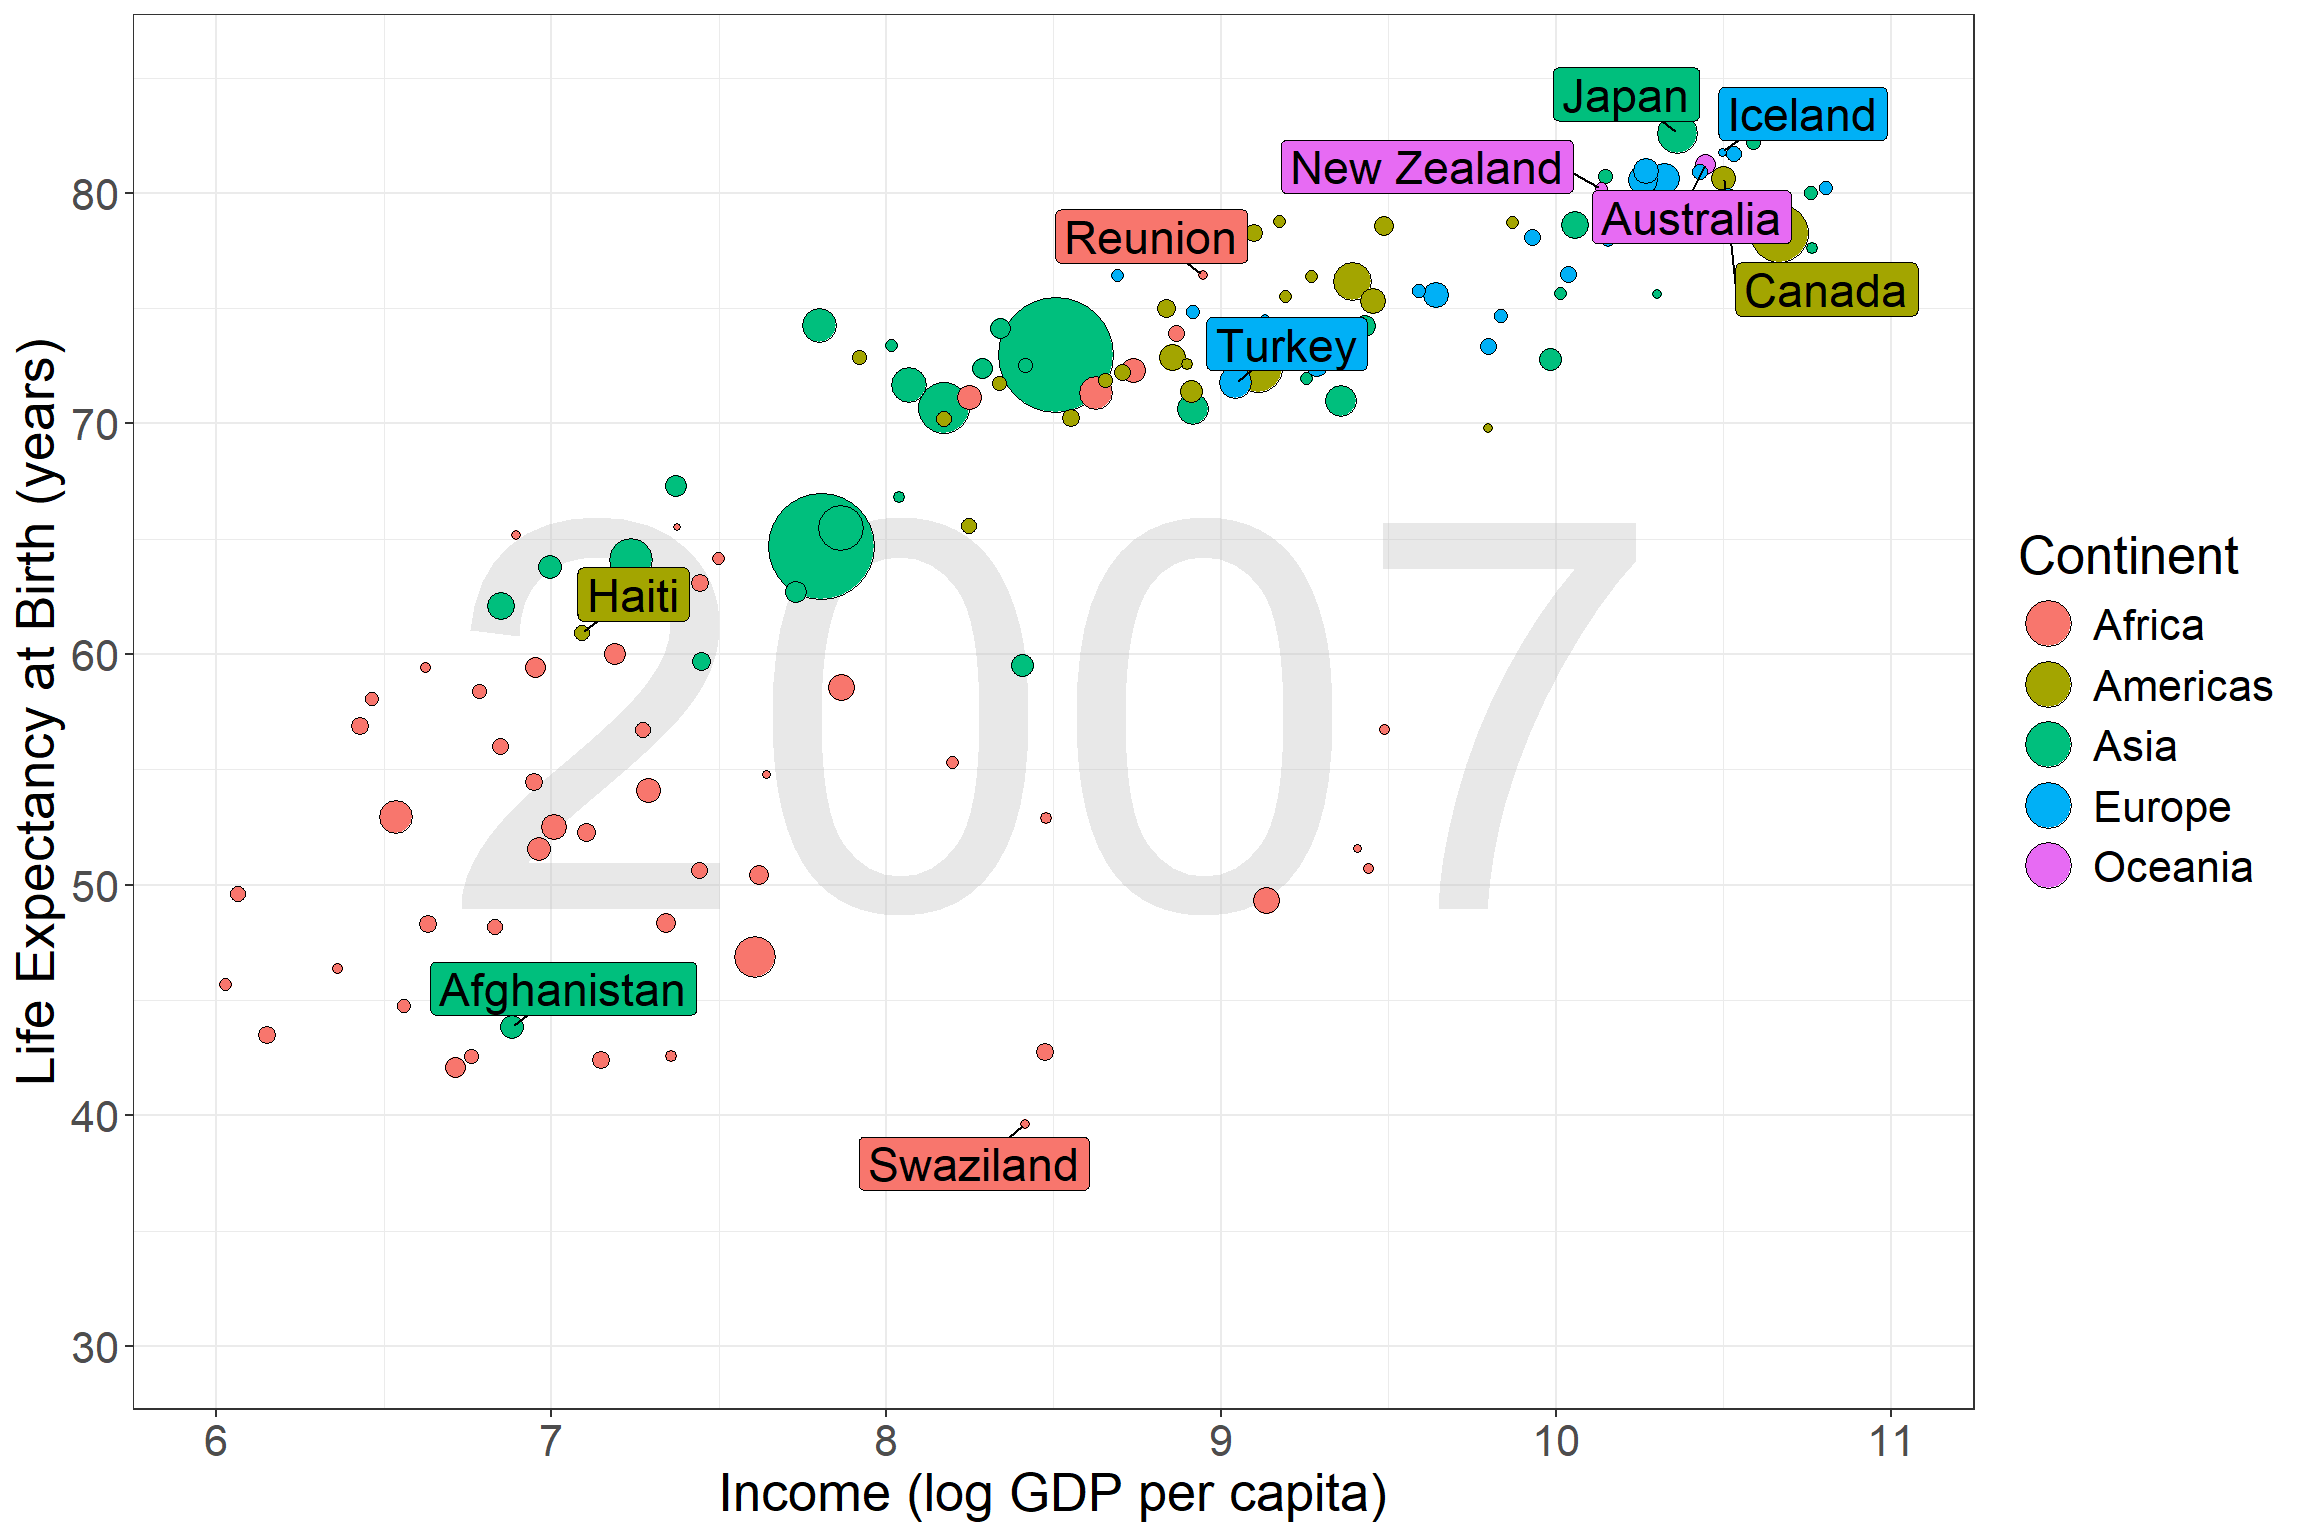 Japan
Iceland
New Zealand
Australia
Reunion
Canada
Turkey
Haiti
Afghanistan
Swaziland
2007
80
70
60
50
40
30
Life Expectancy at Birth (years)
6
7
8
9
10
11
Income (log GDP per capita)
Continent
Africa
Americas
Asia
Europe
Oceania